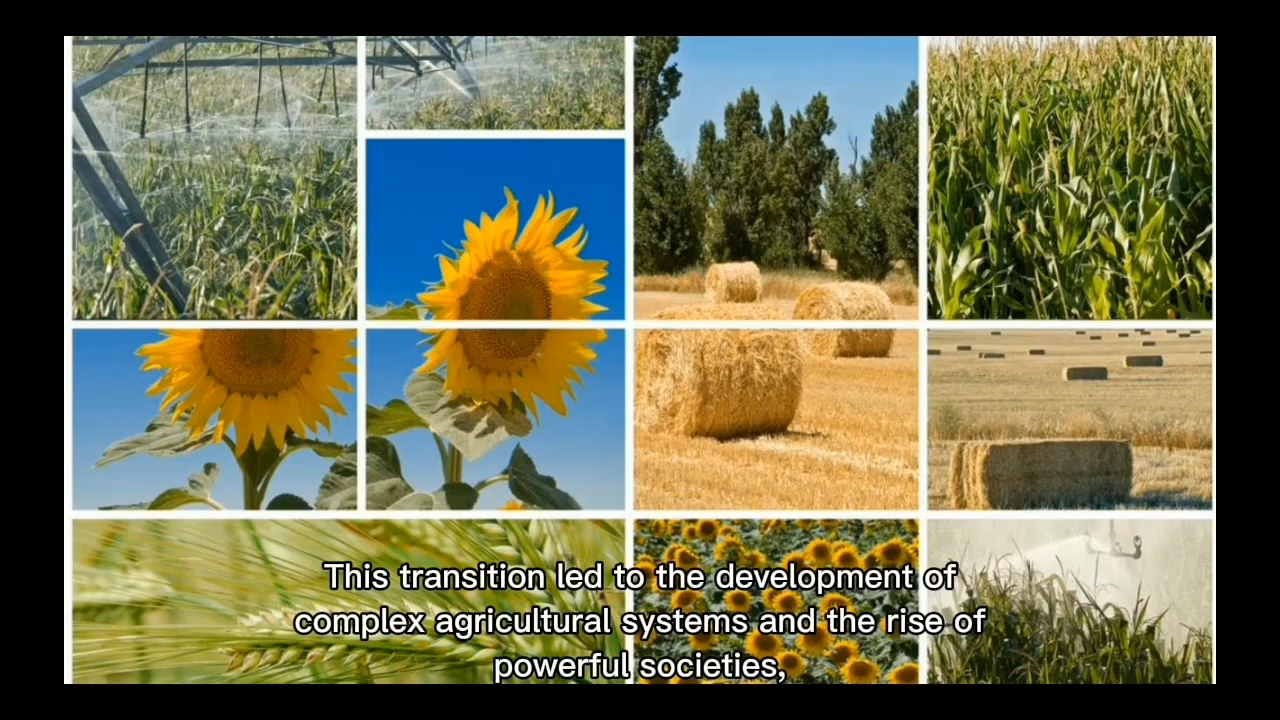 This transition led to the development of
complex agricultural systems and the rise of
powerful societies,